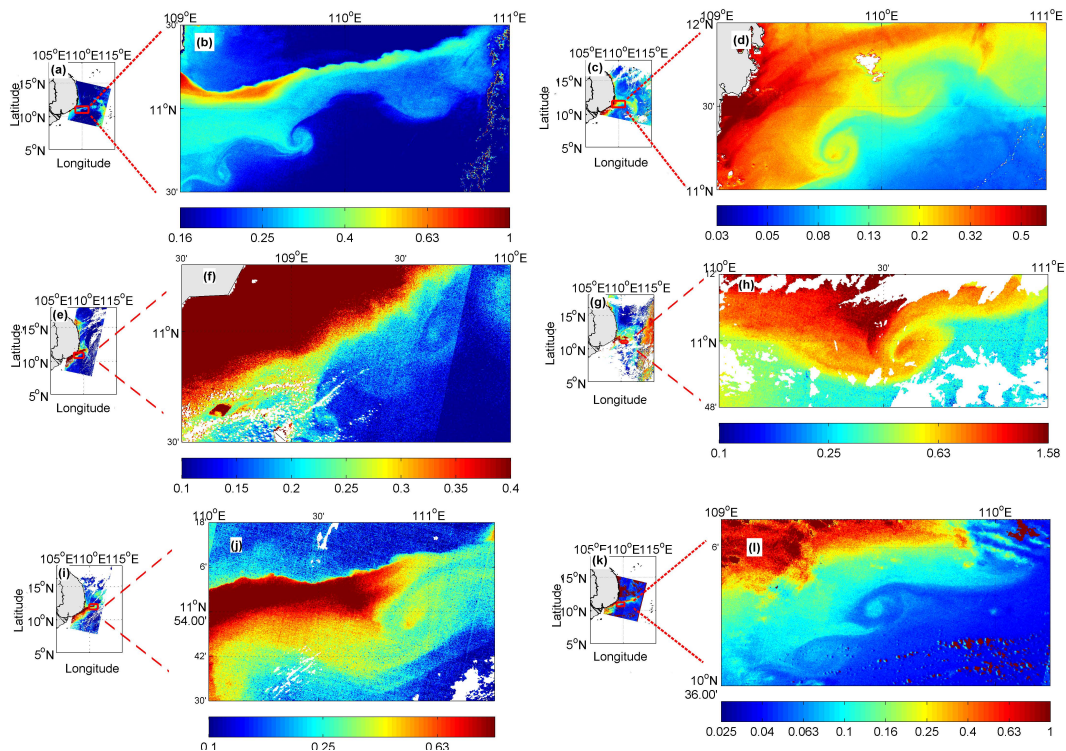 109°E 110°E 111°E
30'
(b)
105°E110°E115°E
(a)
15°N
10°N
5°N
Latitude
Longitude
11°N
30'
0.16 0.25 0.4 0.63 1
109°E 110°E 111°E
12°N
(d)
105°E110°E115°E
(c)
15°N
10°N
5°N
Latitude
Longitude
30'
11°N
0.03 0.05 0.08 0.13 0.2 0.32 0.5
30' 109°E 30' 110°E
(f)
105°E110°E115°E
(e)
15°N
10°N
5°N
Latitude
Longitude
11°N
30'
0.1 0.15 0.2 0.25 0.3 0.35 0.4
110°E 30' 111°E
12'
(h)
105°E110°E115°E
(g)
15°N
10°N
5°N
Latitude
Longitude
11°N
48'
0.1 0.25 0.63 1.58
110°E 30' 111°E
18'
(j)
6'
105°E110°E115°E
(i)
15°N
10°N
5°N
Latitude
Longitude
11°N
54.00'
42'
30'
0.1 0.25 0.63
109°E 110°E
6'
(l)
105°E110°E115°E
(k)
15°N
10°N
5°N
Latitude
Longitude
10°N
36.00'
0.025 0.04 0.063 0.1 0.16 0.25 0.4 0.63 1